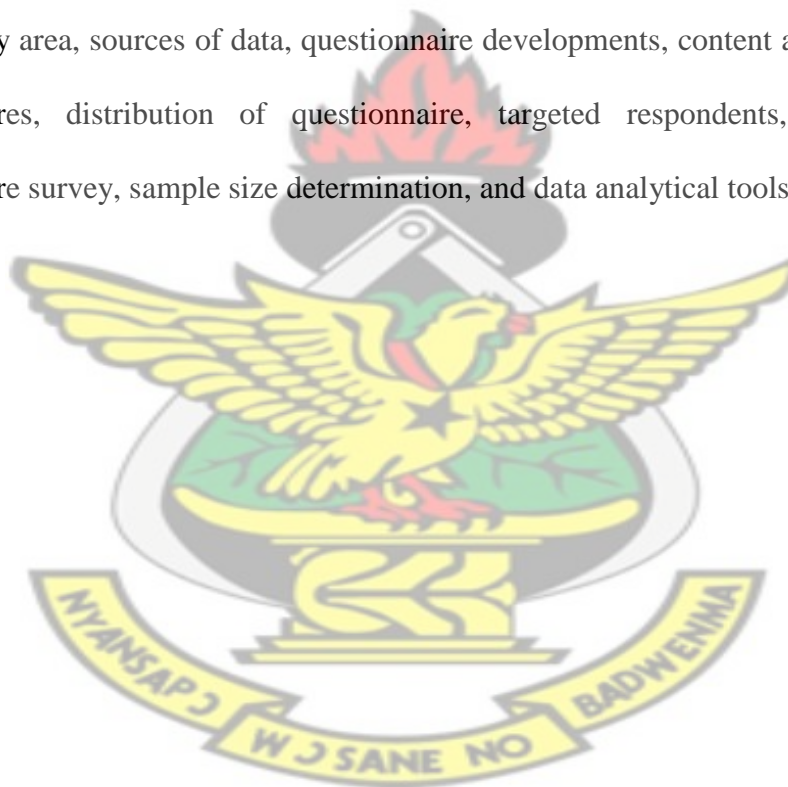 y area, sources of data, questionnaire developments, content a
res, distribution of questionnaire, targeted respondents,
re survey, sample size determination, and data analytical tools
NYANSAPƆ WƆSANE NO BADWENMA